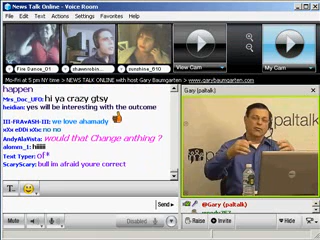 News Talk Online - Voice Room
File Edit Actions Settings Favorites Help
Fire Dance_01
shawnrobin...
sunshine_610
View Cam
My Cam
Mo-Fri at 5 pm NY time > NEWS TALK ONLINE with host Gary Baumgarten > www.garybaumgarten.com
happen
Mrs_Doc_UFO: hi ya crazy gtsy
heidian: yes will be interesting with the outcome
III-FRAvASH-III: we love ahamady
xXx eDDi xXx: no no
AndyAlaVista: would that Change anthing ?
alomm_1: hiiiiii
Text Typer: of*
ScaryScary: bull im afraid youre correct
Gary (paltalk)
Send
@Gary (paltalk)
Mute
Disabled
Raise
Invite
Hide